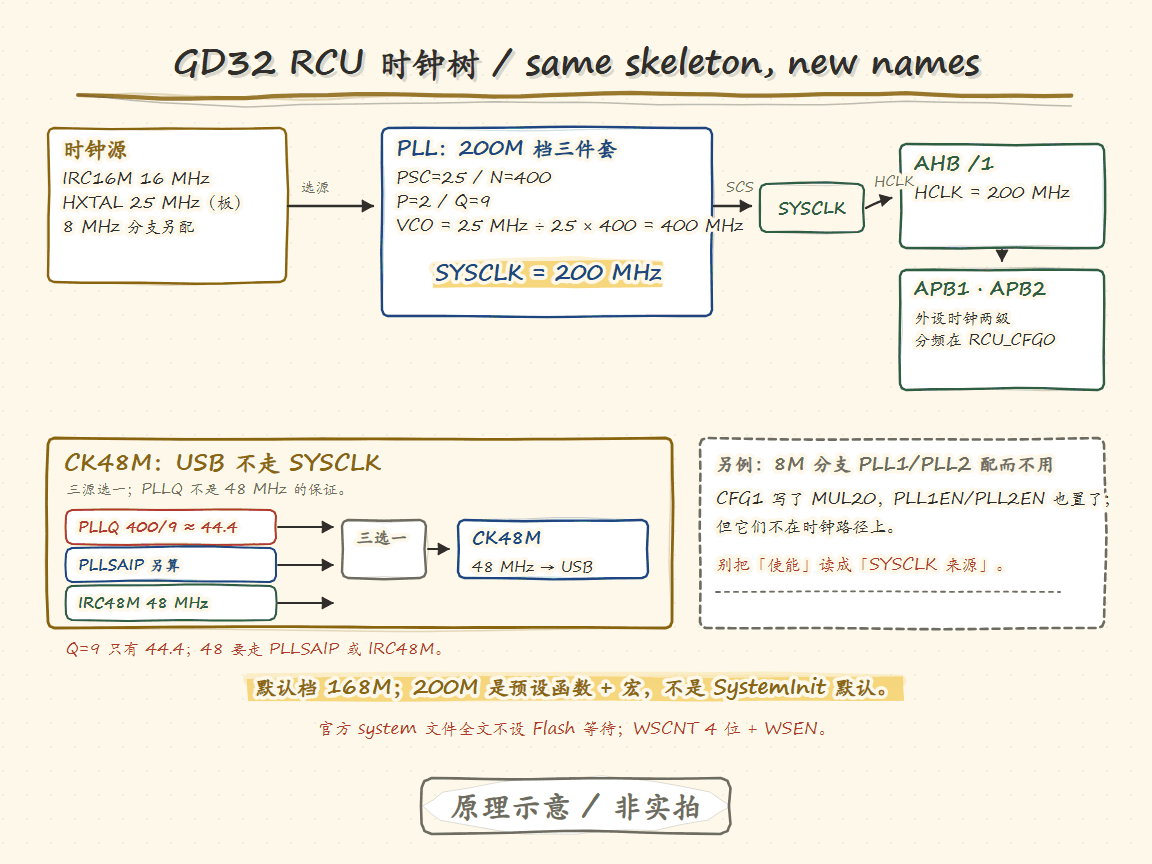 GD32 RCU 时钟树 / same skeleton, new names
时钟源
IRC16M 16 MHz
HXTAL 25 MHz（板）
8 MHz 分支另配
选源
PLL：200M 档三件套
PSC=25 / N=400
P=2 / Q=9
VCO = 25 MHz ÷ 25 × 400 = 400 MHz
SYSCLK = 200 MHz
SCS
SYSCLK
HCLK
AHB /1
HCLK = 200 MHz
APB1 · APB2
外设时钟两级
分频在 RCU_CFG0
CK48M：USB 不走 SYSCLK
三源选一；PLLQ 不是 48 MHz 的保证。
PLLQ 400/9 ≈ 44.4
PLLSAIP 另算
IRC48M 48 MHz
三选一
CK48M
48 MHz → USB
Q=9 只有 44.4；48 要走 PLLSAIP 或 IRC48M。
另例：8M 分支 PLL1/PLL2 配而不用
CFG1 写了 MUL20，PLL1EN/PLL2EN 也置了；
但它们不在时钟路径上。
别把「使能」读成「SYSCLK 来源」。
默认档 168M；200M 是预设函数 + 宏，不是 SystemInit 默认。
官方 system 文件全文不设 Flash 等待；WSCNT 4 位 + WSEN。
原理示意 / 非实拍